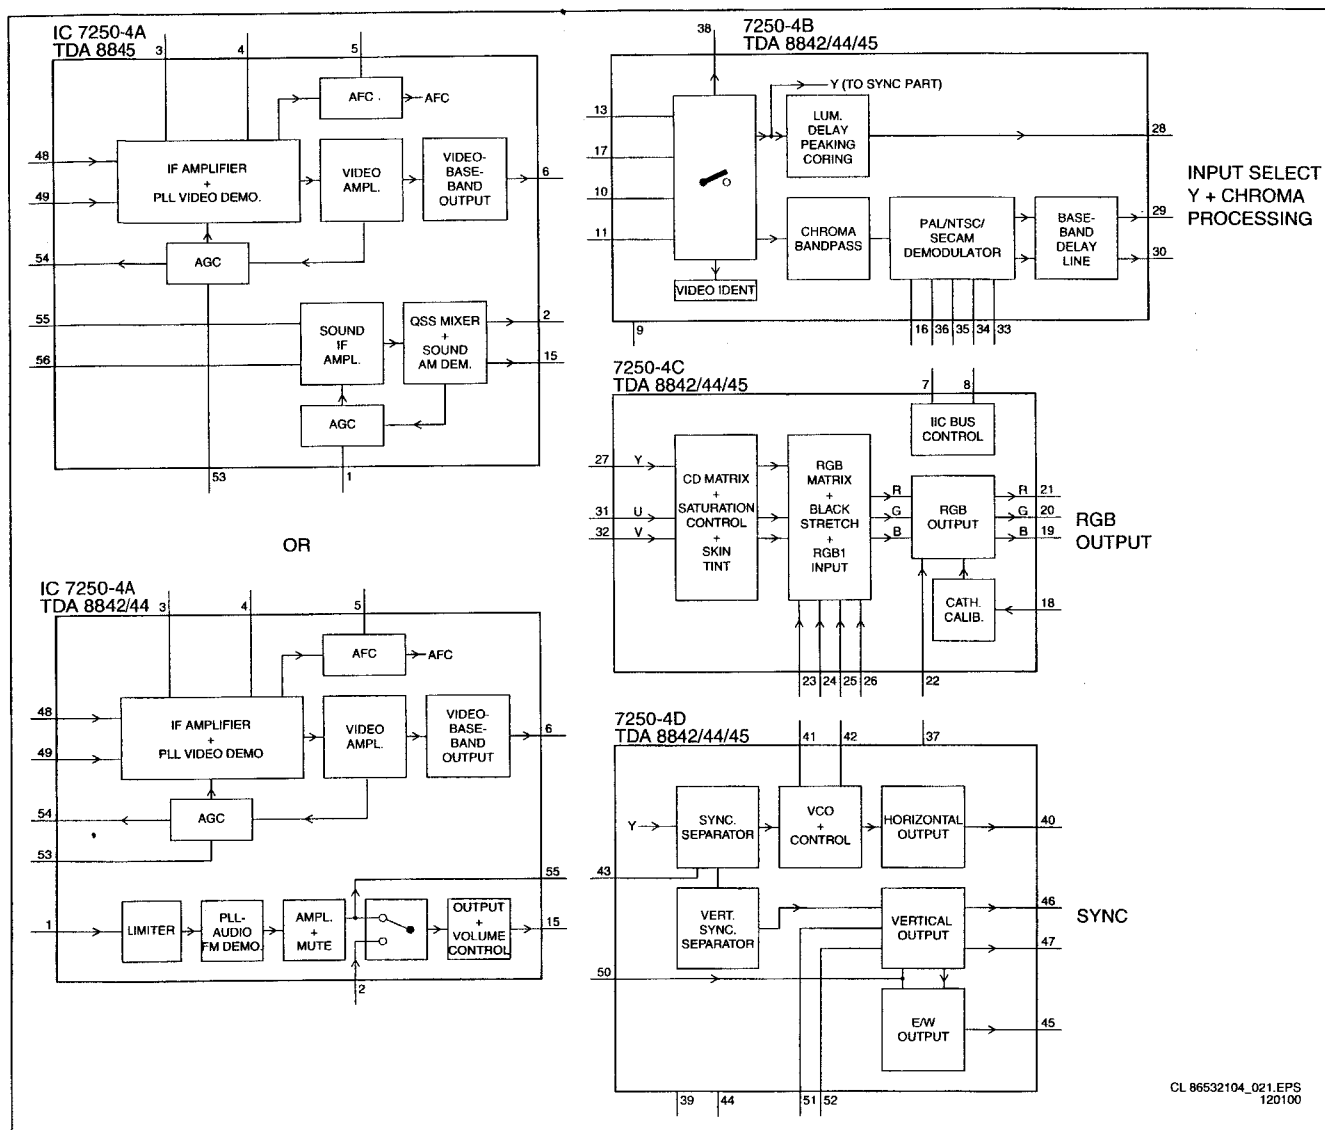 IC 7250-4A
TDA 8845
3
4
5
AFC .
AFC
48
49
IF AMPLIFIER
+
PLL VIDEO DEMO.
VIDEO
AMPL.
VIDEO-
BASE-
BAND
OUTPUT
6
54
AGC
55
56
SOUND
IF
AMPL.
QSS MIXER
+
SOUND
AM DEM.
2
15
AGC
53
1
OR
IC 7250-4A
TDA 8842/44
3
4
5
AFC
AFC
48
49
IF AMPLIFIER
+
PLL VIDEO DEMO
VIDEO
AMPL.
VIDEO-
BASE-
BAND
OUTPUT
6
54
AGC
53
55
1
LIMITER
PLL-
AUDIO
FM DEMO.
AMPL.
+
MUTE
OUTPUT
+
VOLUME
CONTROL
15
2
7250-4B
TDA 8842/44/45
38
Y (TO SYNC PART)
13
17
10
11
LUM.
DELAY
PEAKING
CORING
28
CHROMA
BANDPASS
PAL/NTSC/
SECAM
DEMODULATOR
BASE-
BAND
DELAY
LINE
29
30
VIDEO IDENT
9
16
36
35
34
33
INPUT SELECT
Y + CHROMA
PROCESSING
7250-4C
TDA 8842/44/45
7
8
IIC BUS
CONTROL
27
Y
31
U
32
V
CD MATRIX
+
SATURATION
CONTROL
+
SKIN
TINT
RGB
MATRIX
+
BLACK
STRETCH
+
RGB1
INPUT
R
G
B
RGB
OUTPUT
R
G
B
21
20
19
CATH.
CALIB.
18
23
24
25
26
22
RGB
OUTPUT
7250-4D
TDA 8842/44/45
41
42
37
Y
SYNC.
SEPARATOR
VCO
+
CONTROL
HORIZONTAL
OUTPUT
40
43
VERT.
SYNC.
SEPARATOR
VERTICAL
OUTPUT
46
47
50
E/W
OUTPUT
45
39
44
51
52
SYNC
CL 86532104_021.EPS
120100